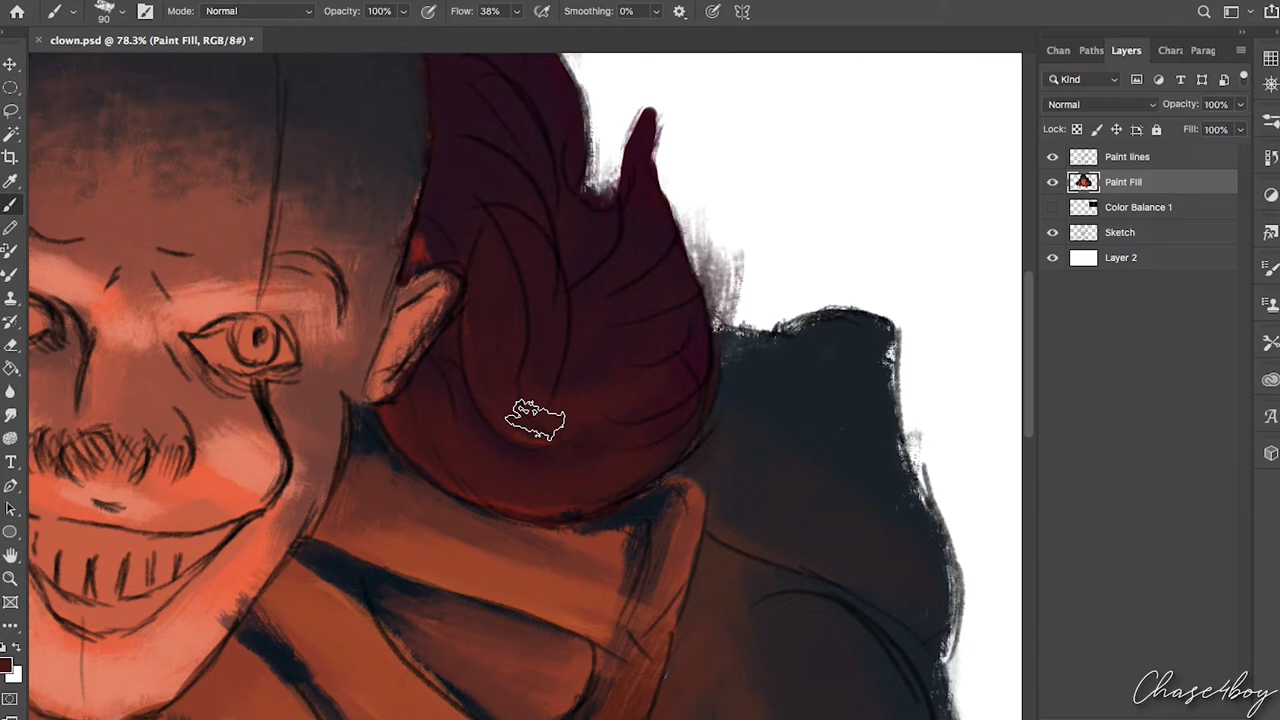 90
Mode: Normal Opacity: 100% Flow: 38% Smoothing: 0%
× clown.psd @ 78.3% (Paint FIll, RGB/8#) *
Chan Paths Layers Chara Parag
Kind
Normal Opacity: 100%
Lock: Fill: 100%
Paint lines
Paint FIll
Color Balance 1
Sketch
Layer 2
Chase4boy